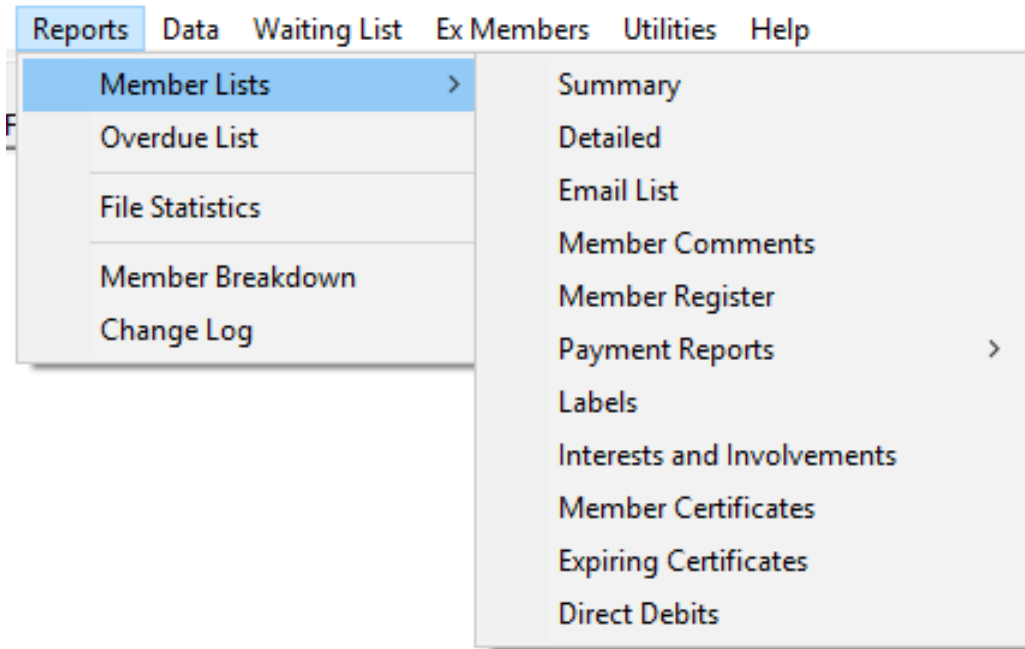 Reports Data Waiting List Ex Members Utilities Help
Member Lists
Overdue List
File Statistics
Member Breakdown
Change Log
Summary
Detailed
Email List
Member Comments
Member Register
Payment Reports
Labels
Interests and Involvements
Member Certificates
Expiring Certificates
Direct Debits